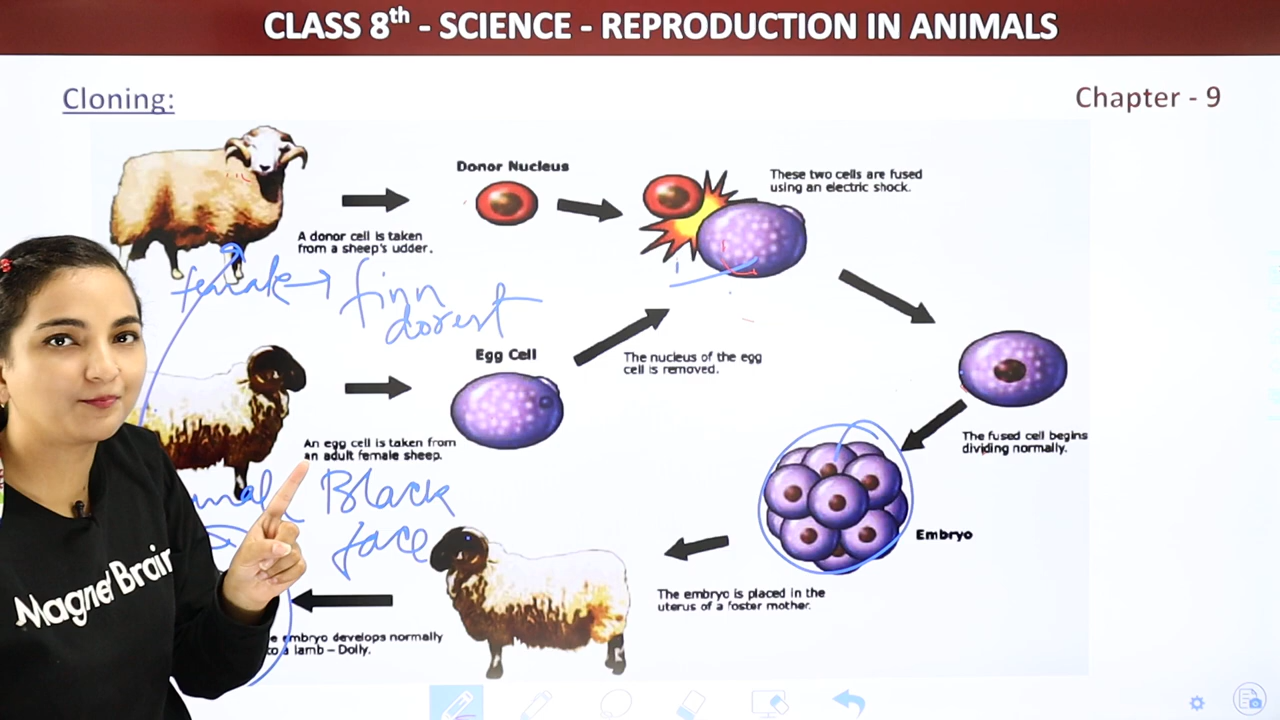 CLASS 8th - SCIENCE - REPRODUCTION IN ANIMALS
Cloning:
Chapter - 9
Donor Nucleus
These two cells are fused
using an electric shock.
A donor cell is taken
from a sheep's udder.
female → finn
dorest
Egg Cell
The nucleus of the egg
cell is removed.
An egg cell is taken from
an adult female sheep.
The fused cell begins
dividing normally.
Black
face
Embryo
The embryo is placed in the
uterus of a foster mother.
embryo develops normally
a lamb – Dolly.
Magnet Brain